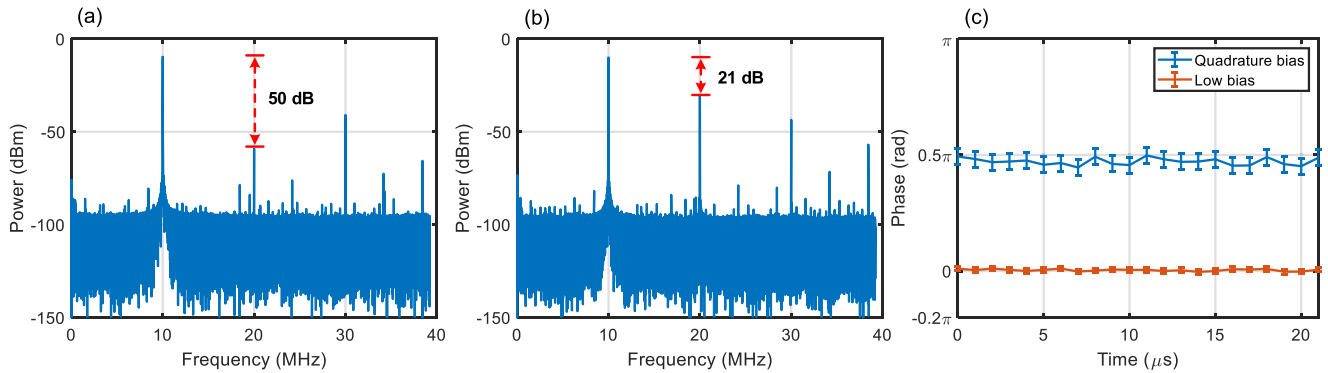 (a)
0
-50
-100
-150
Power (dBm)
50 dB
0 10 20 30 40
Frequency (MHz)
(b)
0
-50
-100
-150
Power (dBm)
21 dB
0 10 20 30 40
Frequency (MHz)
(c)
π
0.5π
0
-0.2π
Phase (rad)
Quadrature bias
Low bias
0 5 10 15 20
Time (μs)